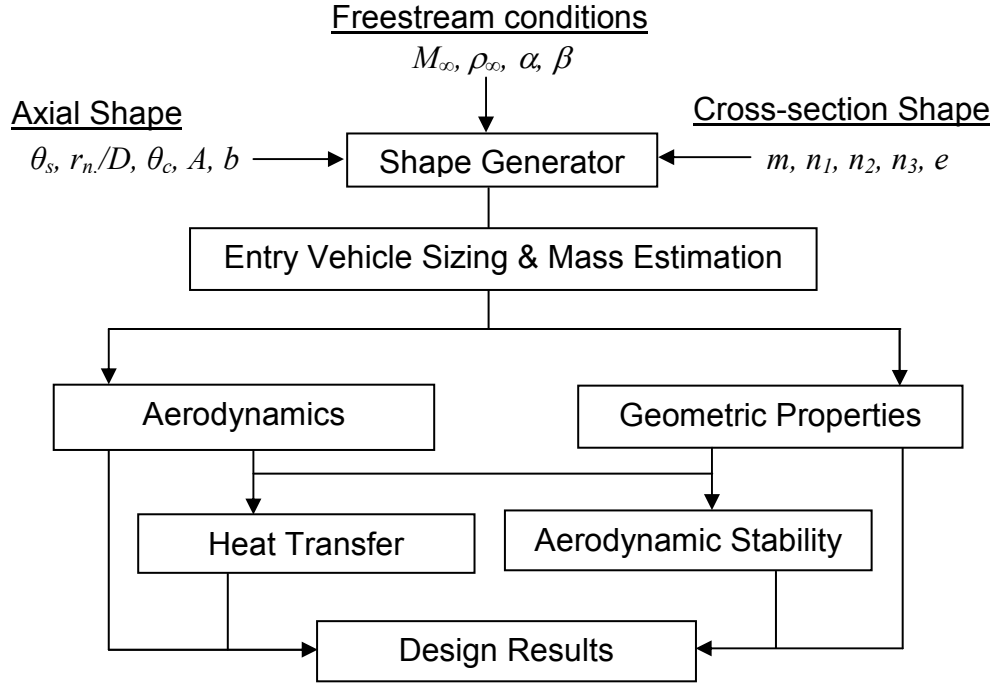 Freestream conditions
M∞, ρ∞, α, β
Axial Shape
Cross-section Shape
θs, rn./D, θc, A, b
Shape Generator
m, n1, n2, n3, e
Entry Vehicle Sizing & Mass Estimation
Aerodynamics
Geometric Properties
Heat Transfer
Aerodynamic Stability
Design Results